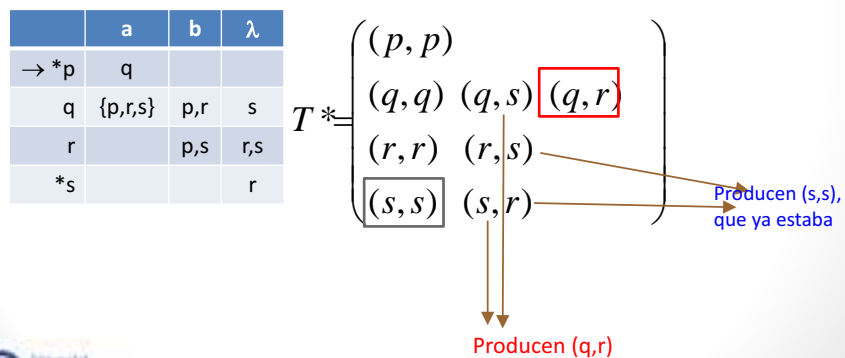 a b λ
→ *p q
q {p,r,s} p,r s
r p,s r,s
*s r
T *=
(p, p)
(q, q) (q, s) (q, r)
(r, r) (r, s)
(s, s) (s, r)
Producen (s,s),
que ya estaba
Producen (q,r)